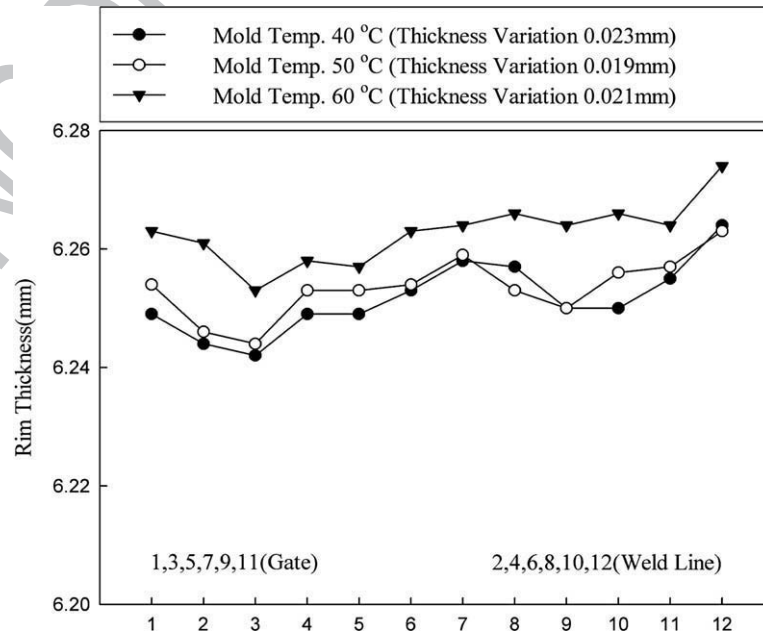 Mold Temp. 40 °C (Thickness Variation 0.023mm)
Mold Temp. 50 °C (Thickness Variation 0.019mm)
Mold Temp. 60 °C (Thickness Variation 0.021mm)
6.28
6.26
6.24
6.22
6.20
Rim Thickness(mm)
1,3,5,7,9,11(Gate)
2,4,6,8,10,12(Weld Line)
1 2 3 4 5 6 7 8 9 10 11 12